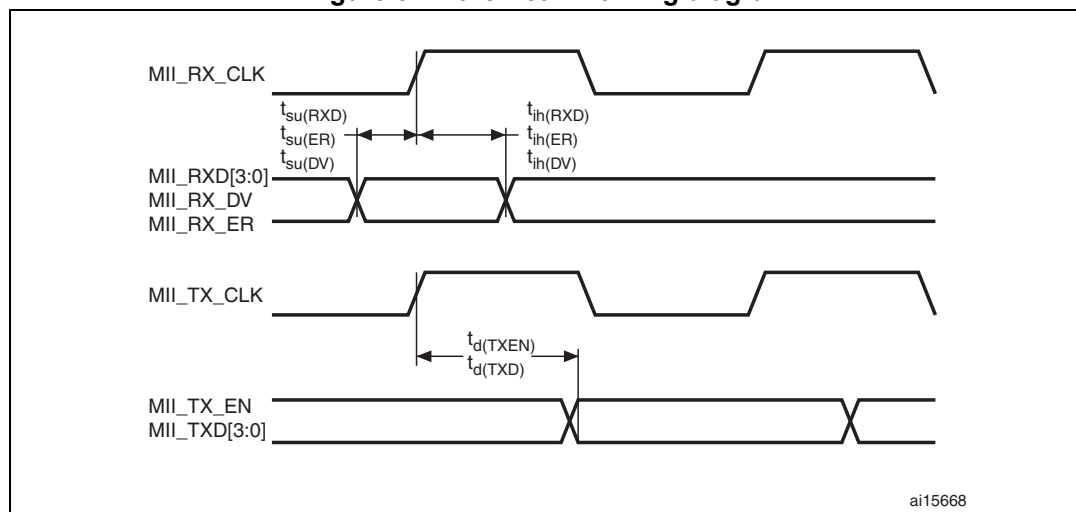 MII_RX_CLK
tsu(RXD)
tsu(ER)
tsu(DV)
tih(RXD)
tih(ER)
tih(DV)
MII_RXD[3:0]
MII_RX_DV
MII_RX_ER
MII_TX_CLK
td(TXEN)
td(TXD)
MII_TX_EN
MII_TXD[3:0]
ai15668